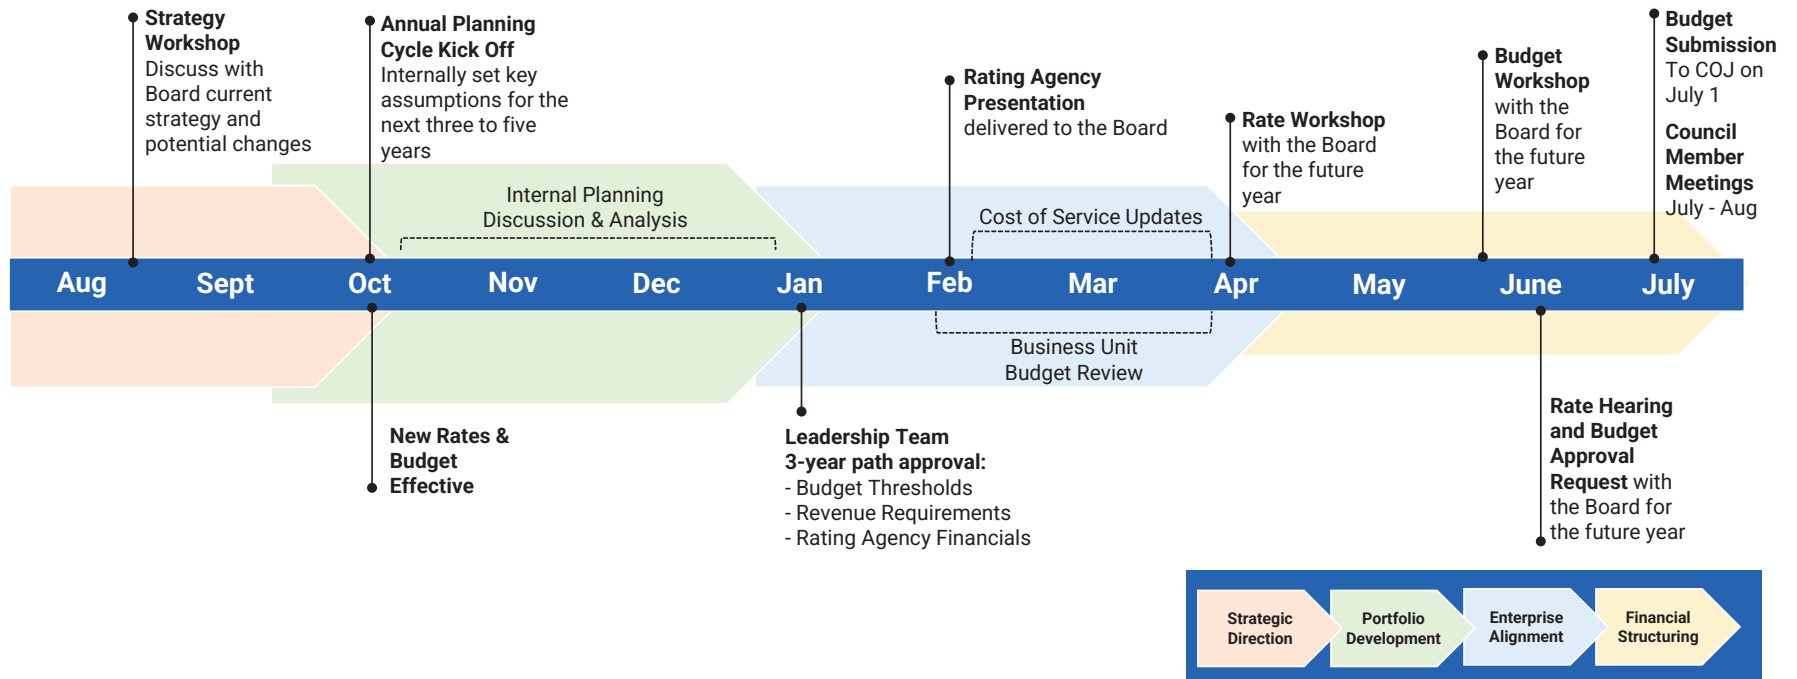 Strategy
Workshop
Discuss with
Board current
strategy and
potential changes
Annual Planning
Cycle Kick Off
Internally set key
assumptions for the
next three to five
years
Rating Agency
Presentation
delivered to the Board
Rate Workshop
with the Board
for the future
year
Budget
Workshop
with the
Board for
the future
year
Budget
Submission
To COJ on
July 1
Council
Member
Meetings
July - Aug
Internal Planning
Discussion & Analysis
Cost of Service Updates
Aug Sept Oct Nov Dec Jan Feb Mar Apr May June July
Business Unit
Budget Review
New Rates &
Budget
Effective
Leadership Team
3-year path approval:
- Budget Thresholds
- Revenue Requirements
- Rating Agency Financials
Rate Hearing
and Budget
Approval
Request with
the Board for
the future year
Strategic
Direction
Portfolio
Development
Enterprise
Alignment
Financial
Structuring